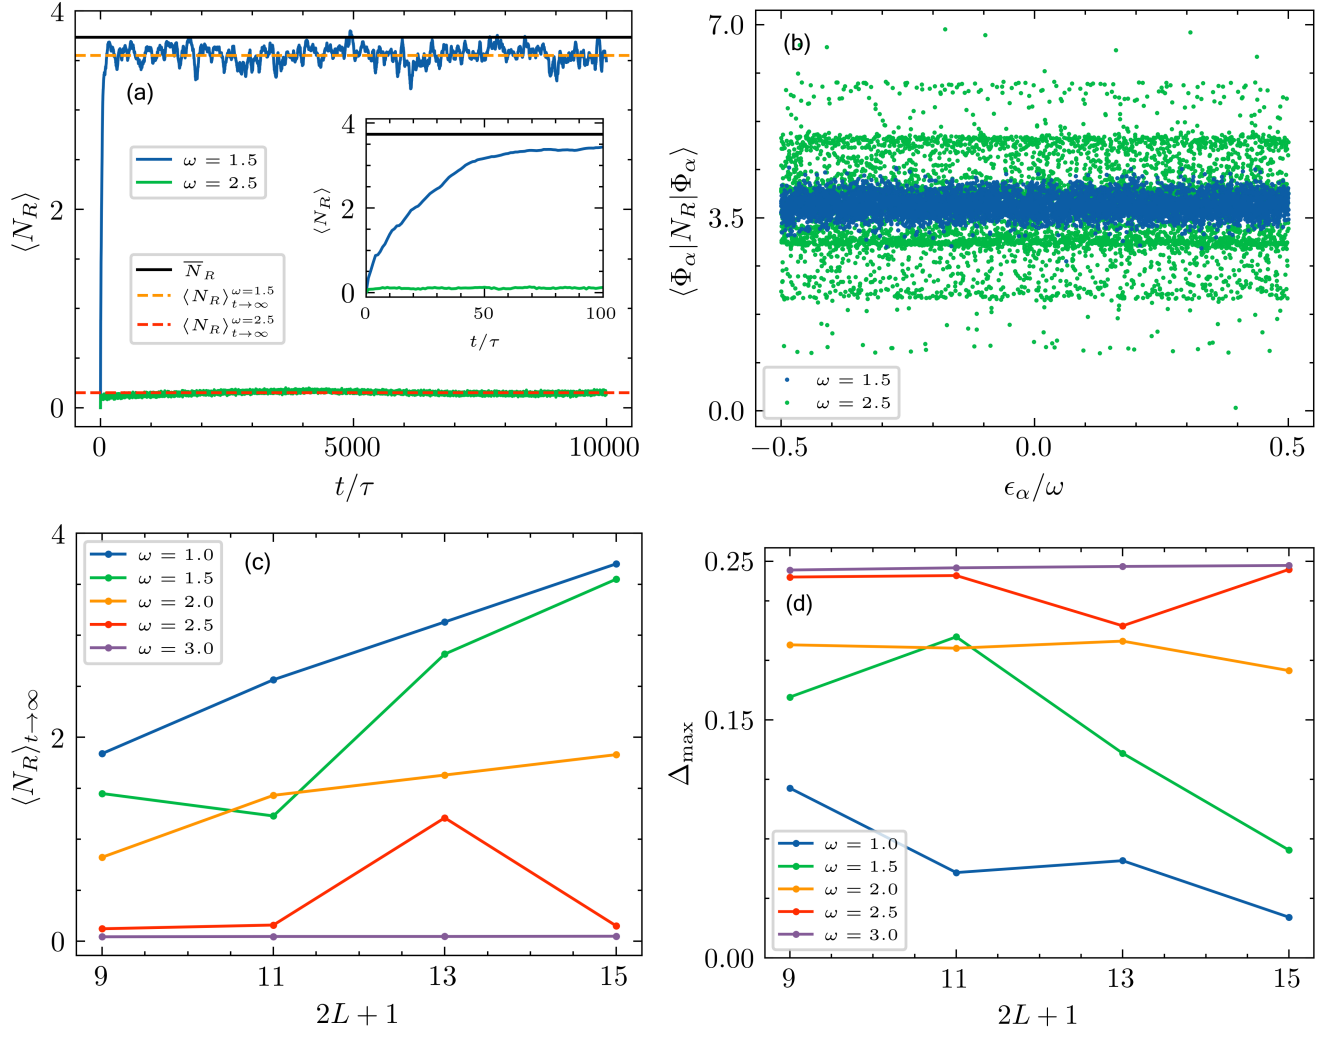 4
2
0
⟨N_R⟩
(a)
ω = 1.5
ω = 2.5
N̅_R
⟨N_R⟩^{ω=1.5}_{t→∞}
⟨N_R⟩^{ω=2.5}_{t→∞}
4
2
0
⟨N_R⟩
0 50 100
t/τ
0 5000 10000
t/τ
7.0
3.5
0.0
⟨Φ_α|N_R|Φ_α⟩
(b)
ω = 1.5
ω = 2.5
−0.5 0.0 0.5
ϵ_α/ω
4
2
0
⟨N_R⟩_{t→∞}
(c)
ω = 1.0
ω = 1.5
ω = 2.0
ω = 2.5
ω = 3.0
9 11 13 15
2L + 1
0.25
0.15
0.00
Δ_max
(d)
ω = 1.0
ω = 1.5
ω = 2.0
ω = 2.5
ω = 3.0
9 11 13 15
2L + 1